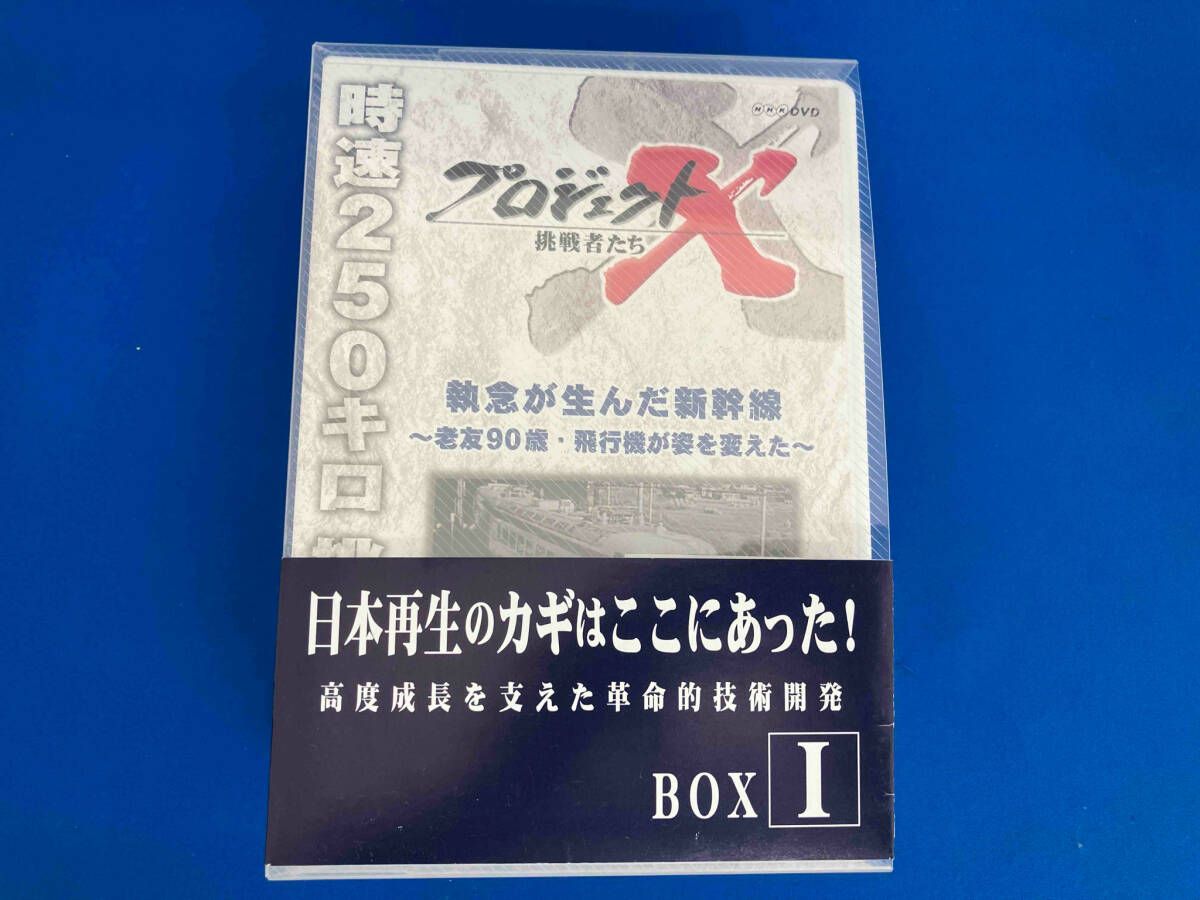 時速250キロ
NHK DVD
プロジェクトX
挑戦者たち
執念が生んだ新幹線
～老友90歳・飛行機が姿を変えた～
日本再生のカギはここにあった!
高度成長を支えた革命的技術開発
BOX I